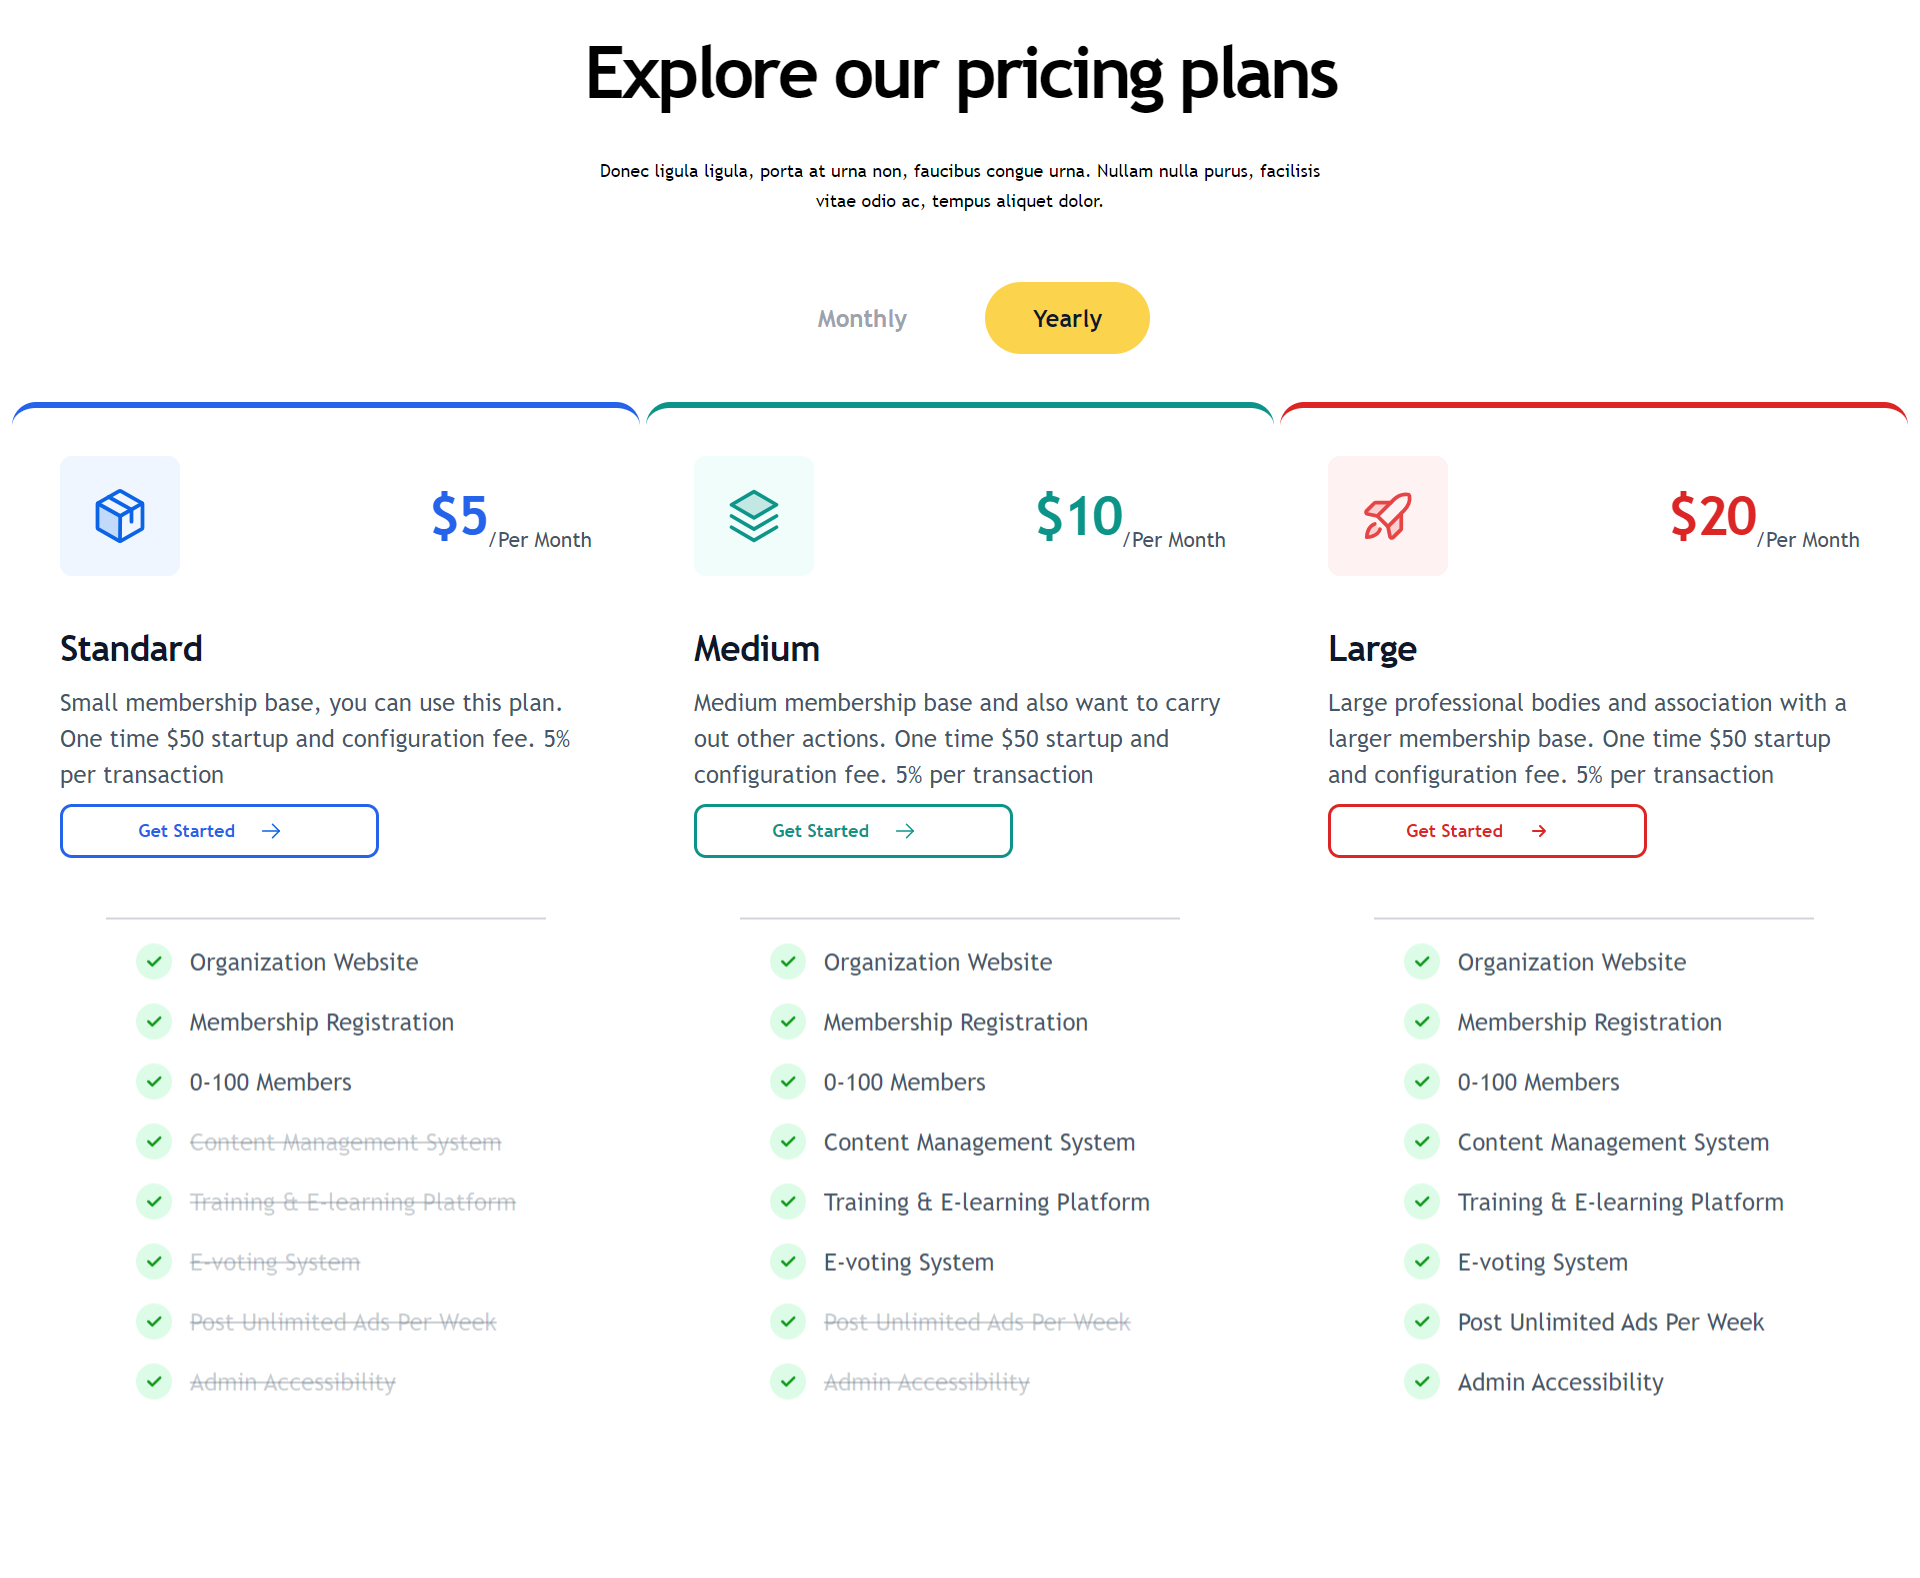 Explore our pricing plans
Donec ligula ligula, porta at urna non, faucibus congue urna. Nullam nulla purus, facilisis
vitae odio ac, tempus aliquet dolor.
Monthly
Yearly
$5/Per Month
Standard
Small membership base, you can use this plan.
One time $50 startup and configuration fee. 5%
per transaction
Get Started
Organization Website
Membership Registration
0-100 Members
Content Management System
Training & E-learning Platform
E-voting System
Post Unlimited Ads Per Week
Admin Accessibility
$10/Per Month
Medium
Medium membership base and also want to carry
out other actions. One time $50 startup and
configuration fee. 5% per transaction
Get Started
Organization Website
Membership Registration
0-100 Members
Content Management System
Training & E-learning Platform
E-voting System
Post Unlimited Ads Per Week
Admin Accessibility
$20/Per Month
Large
Large professional bodies and association with a
larger membership base. One time $50 startup
and configuration fee. 5% per transaction
Get Started
Organization Website
Membership Registration
0-100 Members
Content Management System
Training & E-learning Platform
E-voting System
Post Unlimited Ads Per Week
Admin Accessibility